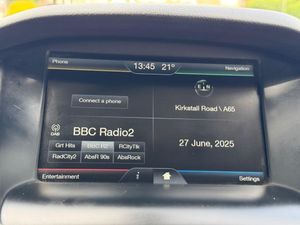 Phone
13:45 21°
Navigation
Connect a phone
Kirkstall Road \ A65
DAB
BBC Radio2
Grt Hits
BBC R2
RCityTlk
27 June, 2025
RadCity2
AbsR 90s
AbsRock
Entertainment
i
Settings